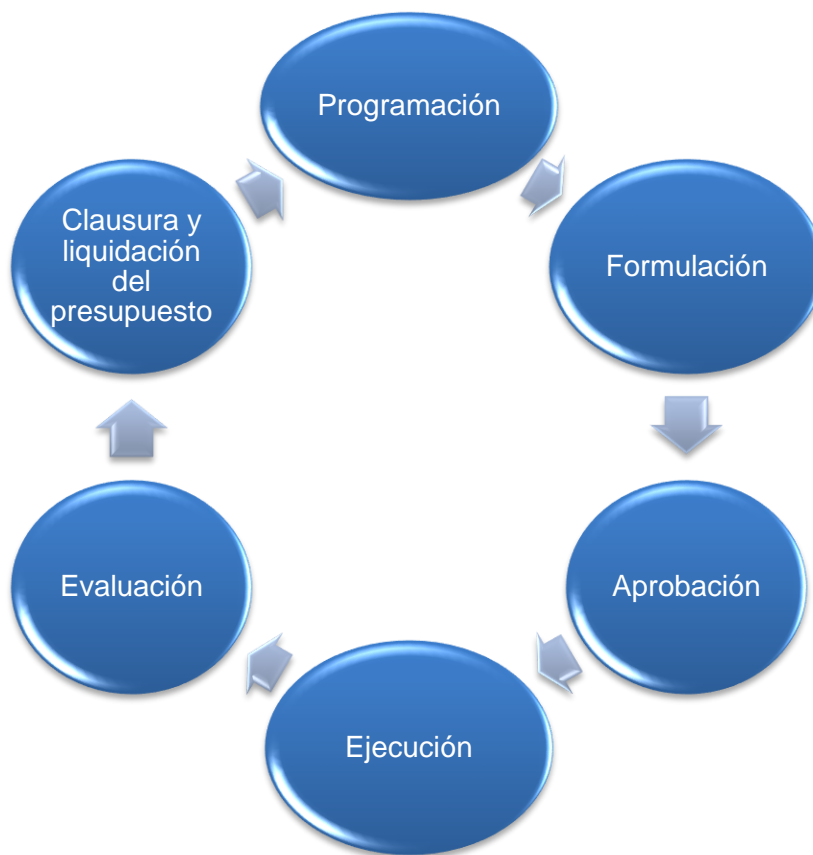 Programación
Formulación
Aprobación
Ejecución
Evaluación
Clausura y
liquidación
del
presupuesto